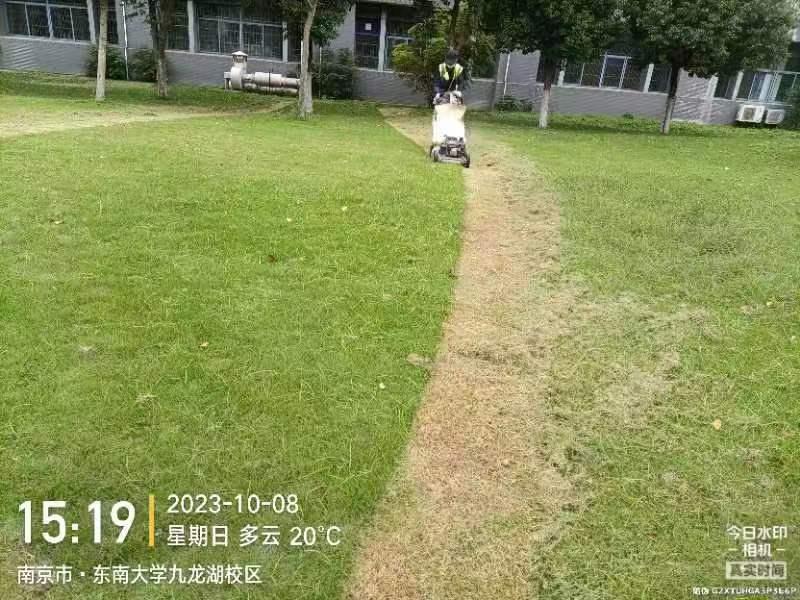 15:19
2023-10-08
星期日 多云 20°C
南京市·东南大学九龙湖校区
今日水印
相机
真实时间